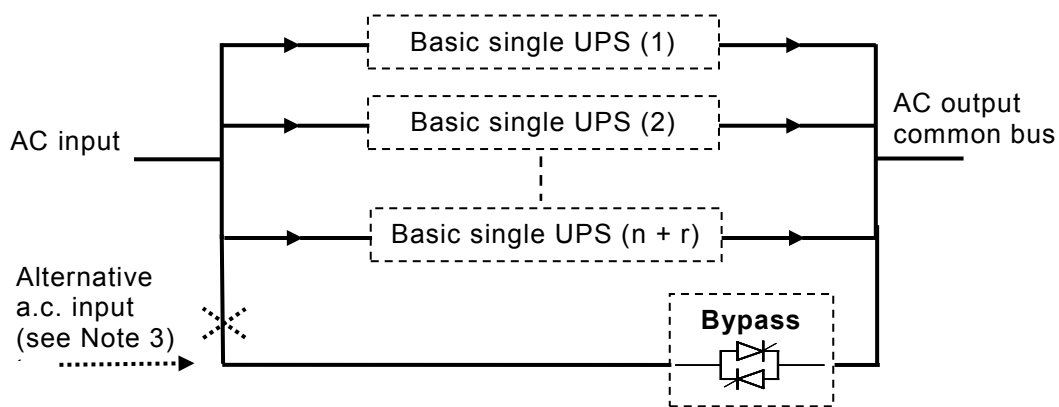 Basic single UPS (1)
AC input
Basic single UPS (2)
AC output
common bus
Basic single UPS (n + r)
Alternative
a.c. input
(see Note 3)
Bypass